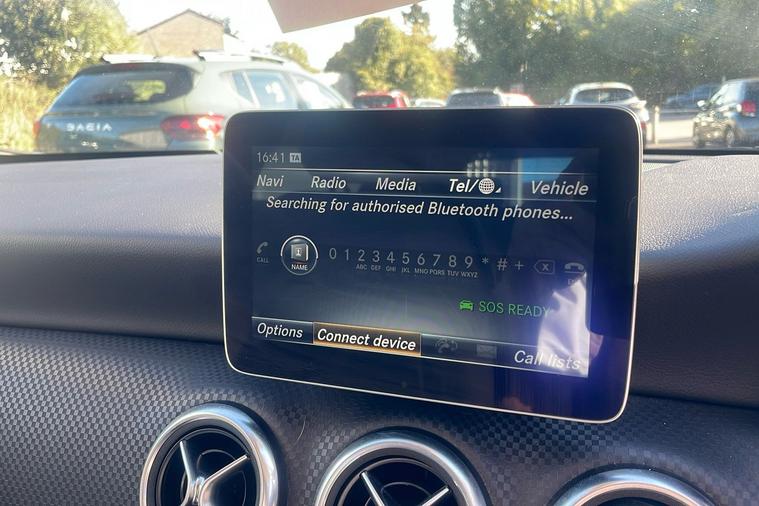 DACIA
16:41 TA
Navi Radio Media Tel/ Vehicle
Searching for authorised Bluetooth phones...
CALL NAME 0 1 2 3 4 5 6 7 8 9 * # +
ABC DEF GHI JKL MNO PQRS TUV WXYZ
SOS READY
Options Connect device Call lists